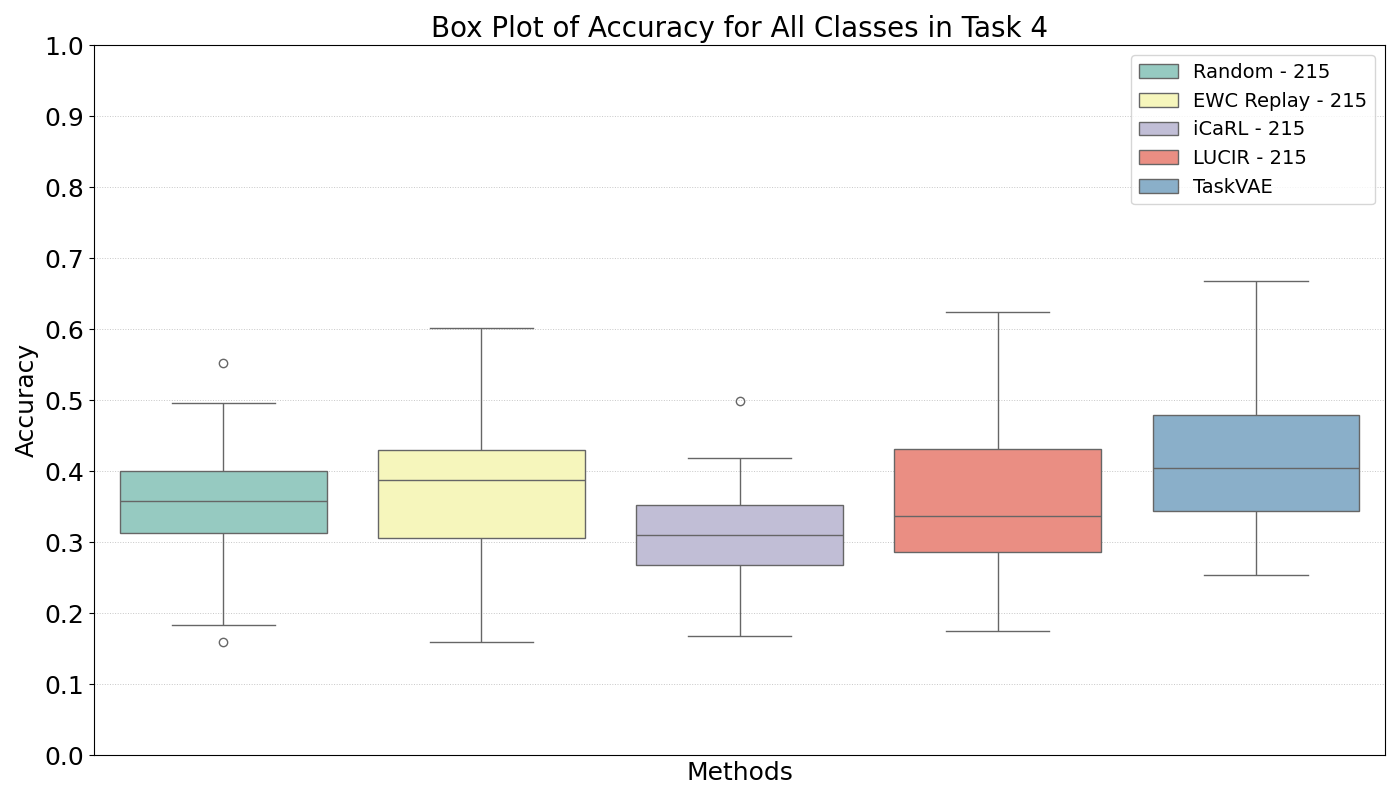 Box Plot of Accuracy for All Classes in Task 4
1.0
0.9
0.8
0.7
0.6
0.5
0.4
0.3
0.2
0.1
0.0
Accuracy
Methods
Random - 215
EWC Replay - 215
iCaRL - 215
LUCIR - 215
TaskVAE